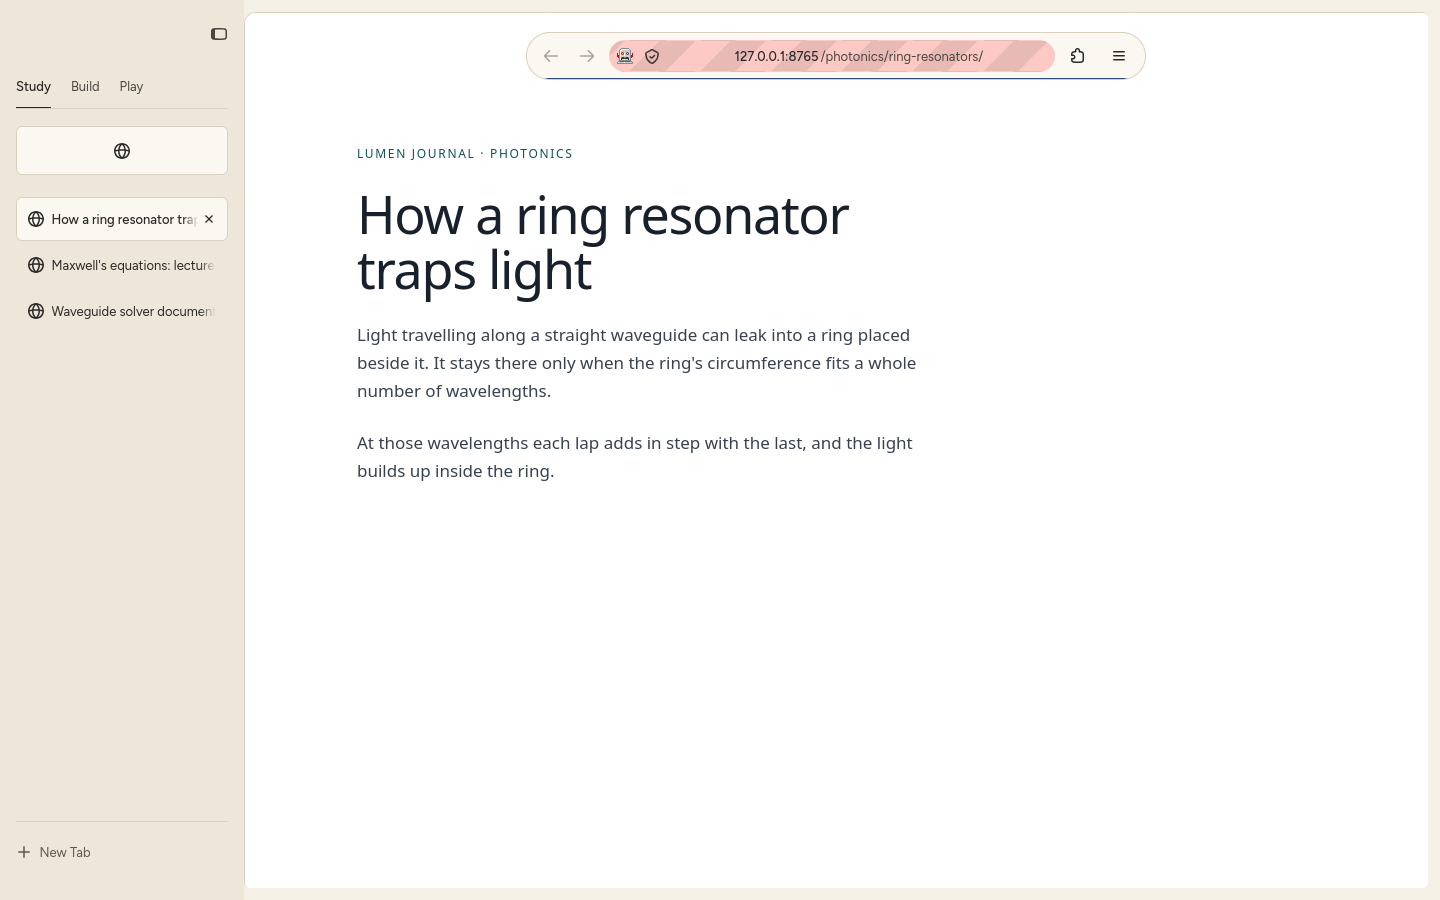 Study Build Play
How a ring resonator
Maxwell's equations: lecture
Waveguide solver
New Tab
127.0.0.1:8765/photonics/ring-resonators/
LUMEN JOURNAL · PHOTONICS
How a ring resonator
traps light
Light travelling along a straight waveguide can leak into a ring placed
beside it. It stays there only when the ring's circumference fits a whole
number of wavelengths.
At those wavelengths each lap adds in step with the last, and the light
builds up inside the ring.